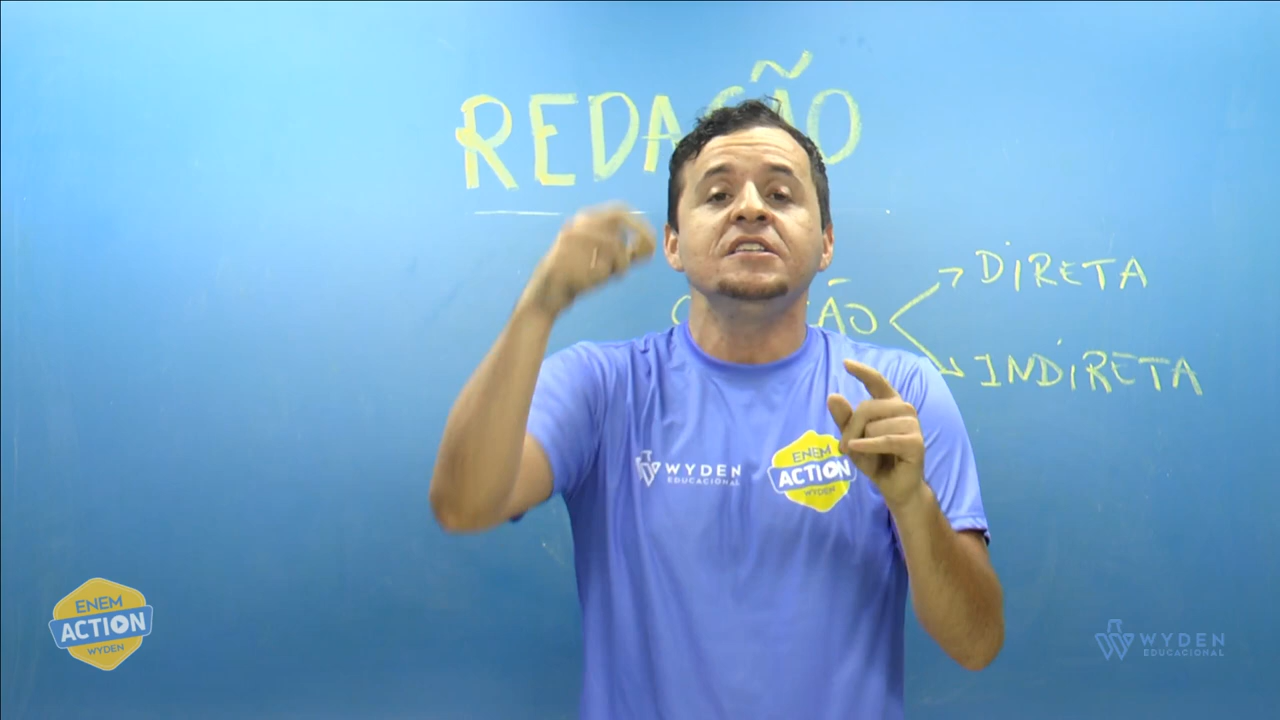 REDAÇÃO
DIRETA
INDIRETA
WYDEN
EDUCACIONAL
ENEM
ACTION
WYDEN
ENEM
ACTION
WYDEN
WYDEN
EDUCACIONAL